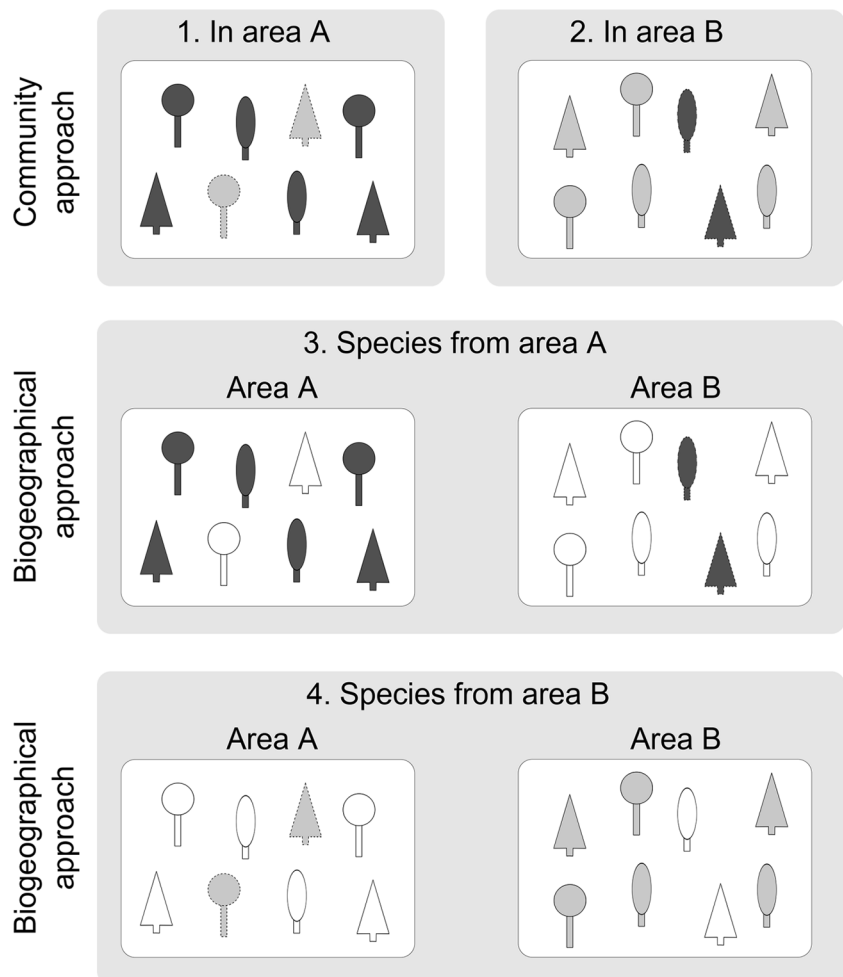 1. In area A
2. In area B
Community
approach
3. Species from area A
Area A
Area B
Biogeographical
approach
4. Species from area B
Area A
Area B
Biogeographical
approach